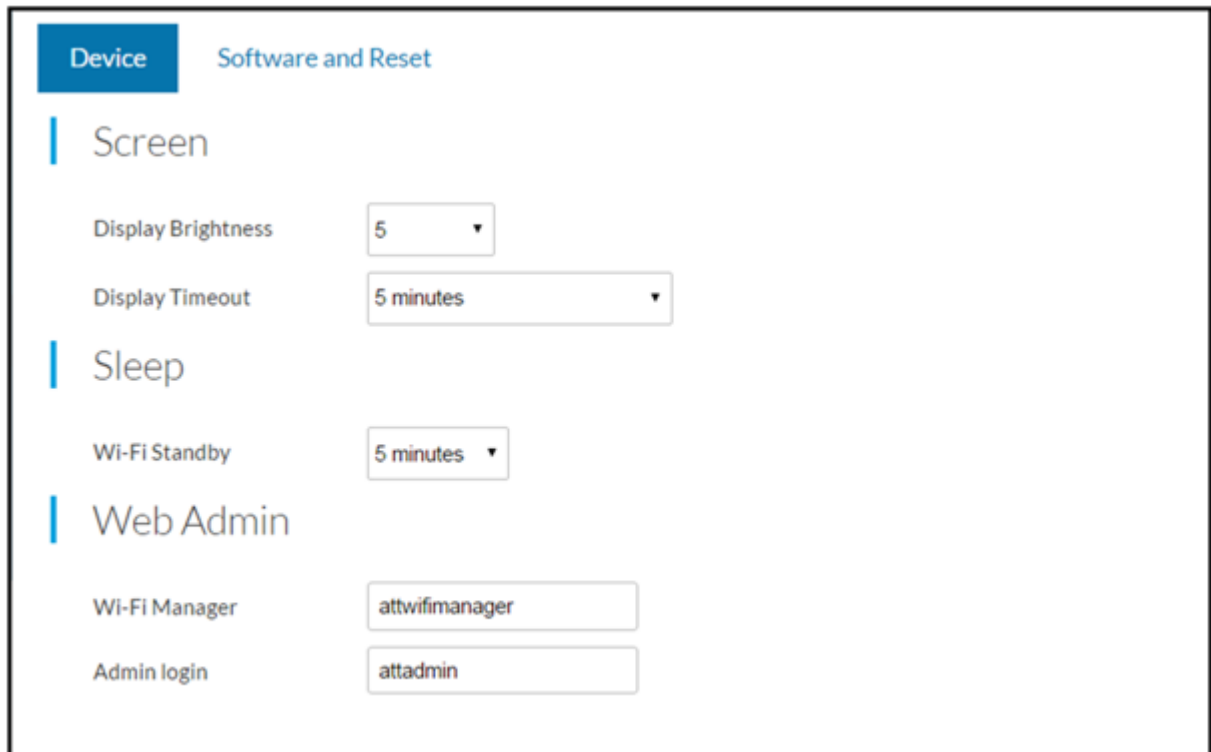 Device Software and Reset
Screen
Display Brightness 5
Display Timeout 5 minutes
Sleep
Wi-Fi Standby 5 minutes
Web Admin
Wi-Fi Manager attwifimanager
Admin login attadmin